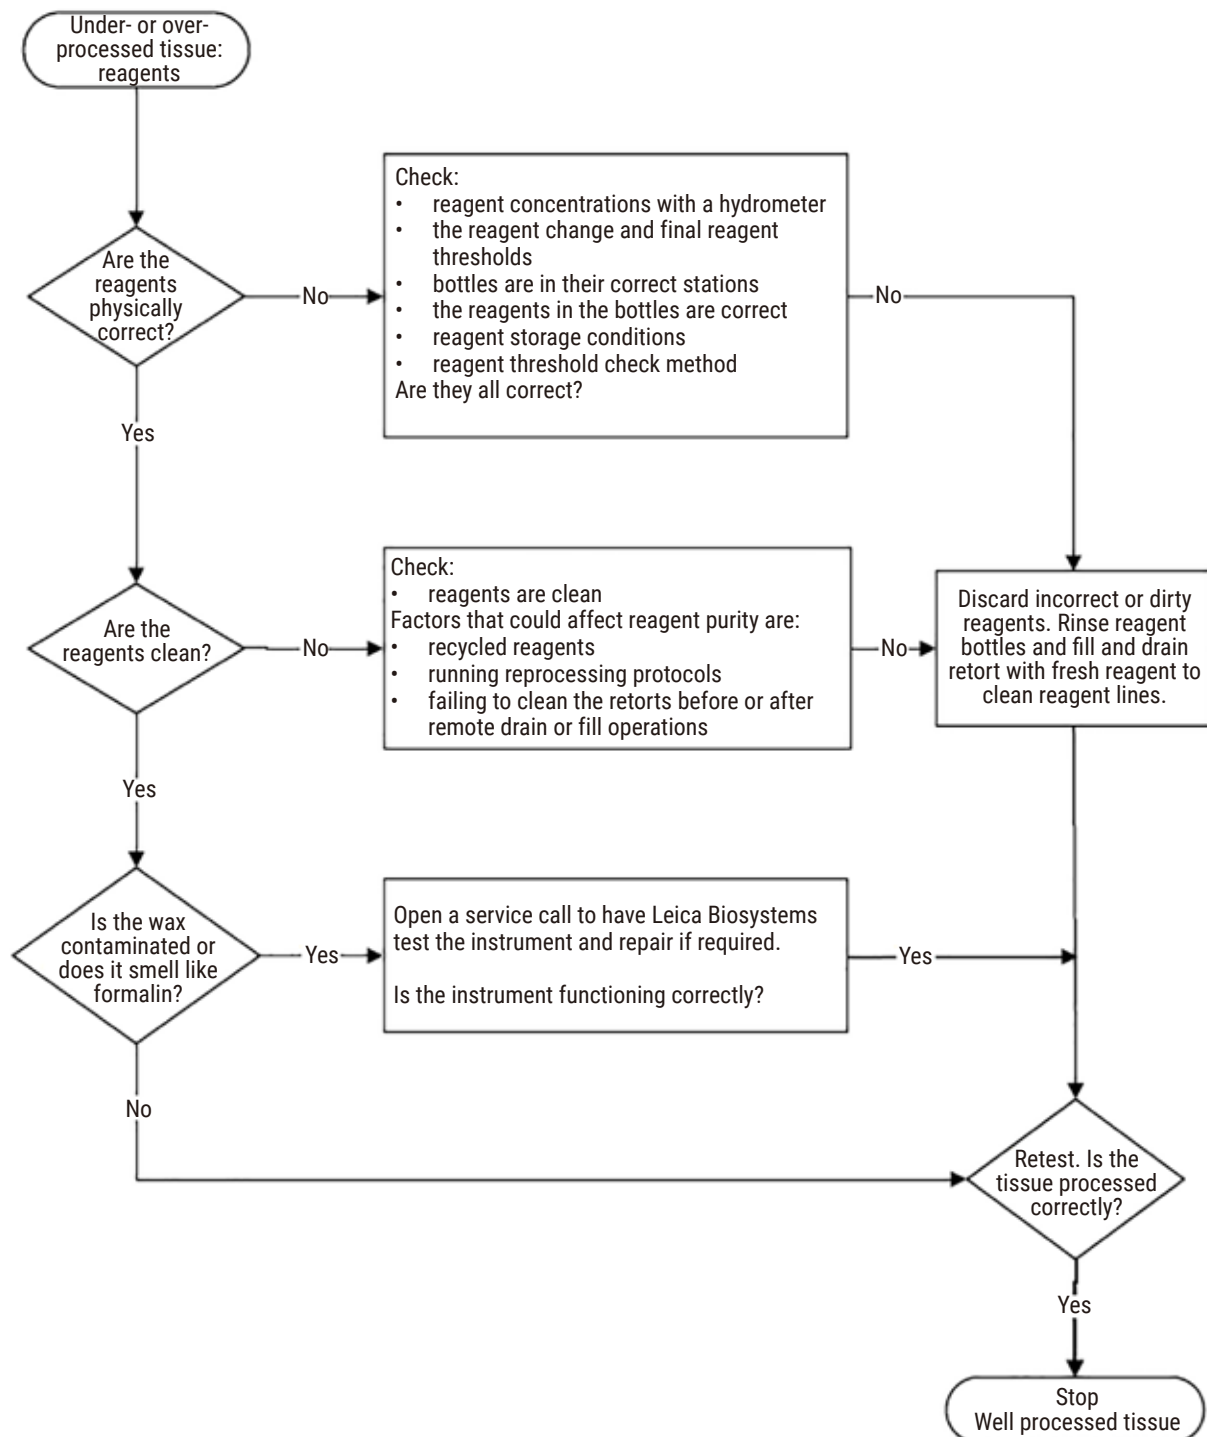 Under- or over-
processed tissue:
reagents
Are the
reagents
physically
correct?
No
Check:
• reagent concentrations with a hydrometer
• the reagent change and final reagent
thresholds
• bottles are in their correct stations
• the reagents in the bottles are correct
• reagent storage conditions
• reagent threshold check method
Are they all correct?
No
Yes
Are the
reagents clean?
No
Check:
• reagents are clean
Factors that could affect reagent purity are:
• recycled reagents
• running reprocessing protocols
• failing to clean the retorts before or after
remote drain or fill operations
No
Discard incorrect or dirty
reagents. Rinse reagent
bottles and fill and drain
retort with fresh reagent to
clean reagent lines.
Yes
Is the wax
contaminated or
does it smell like
formalin?
Yes
Open a service call to have Leica Biosystems
test the instrument and repair if required.
Is the instrument functioning correctly?
Yes
No
Retest. Is the
tissue processed
correctly?
Yes
Stop
Well processed tissue